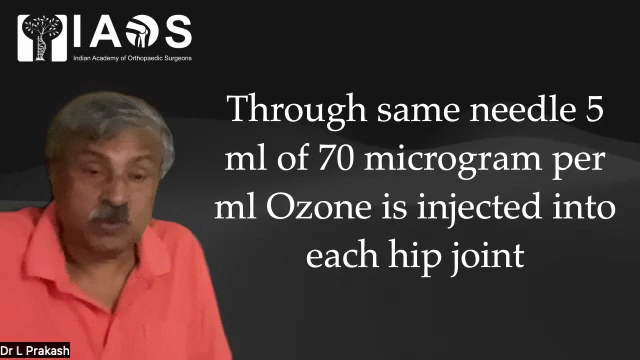 IAOS
Indian Academy of Orthopaedic Surgeons
Through same needle 5
ml of 70 microgram per
ml Ozone is injected into
each hip joint
Dr L Prakash